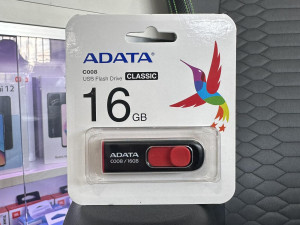 ADATA
C008
USB Flash Drive CLASSIC
16
GB
ADATA
C008 / 16GB